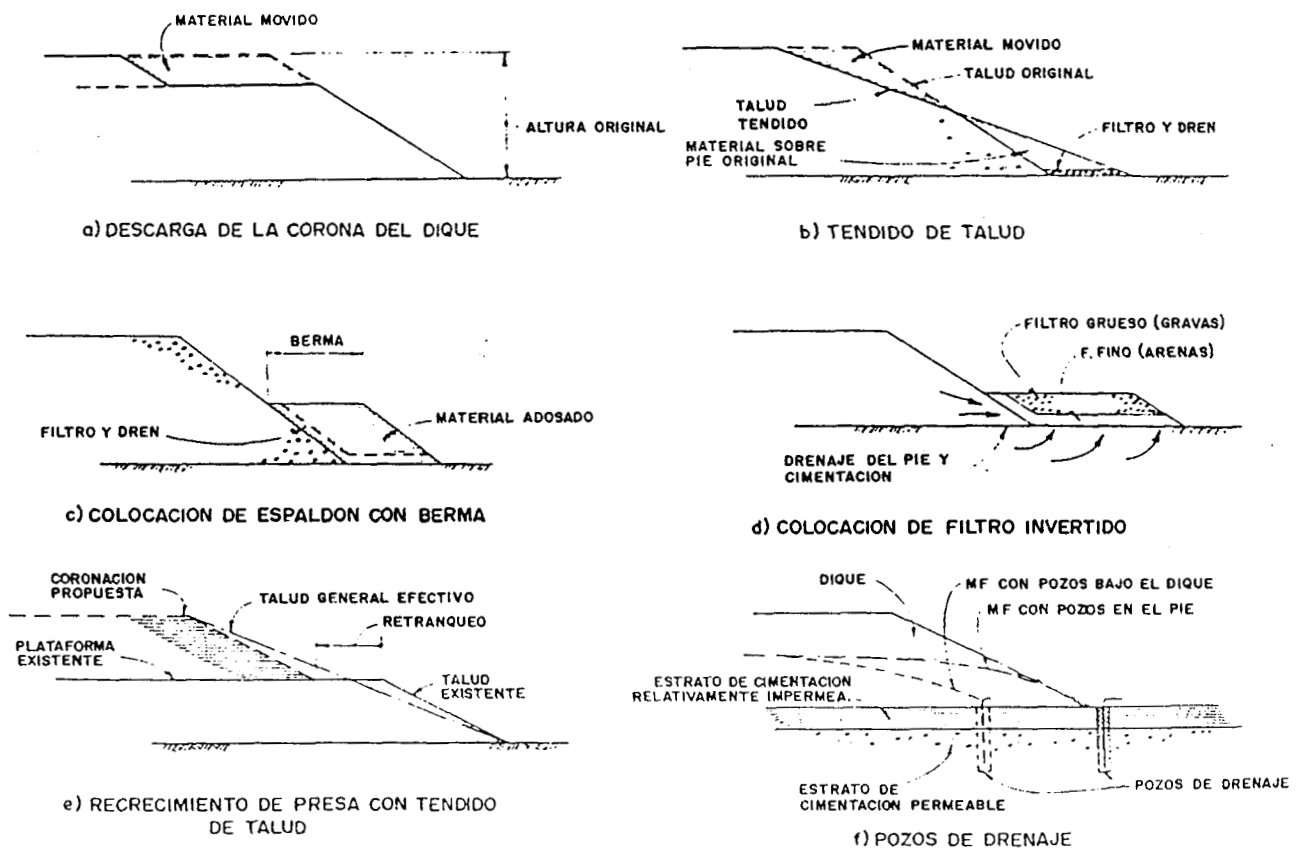 MATERIAL MOVIDO
ALTURA ORIGINAL
a) DESCARGA DE LA CORONA DEL DIQUE
MATERIAL MOVIDO
TALUD ORIGINAL
TALUD
TENDIDO
MATERIAL SOBRE
PIE ORIGINAL
FILTRO Y DREN
b) TENDIDO DE TALUD
BERMA
FILTRO Y DREN
MATERIAL ADOSADO
c) COLOCACION DE ESPALDON CON BERMA
FILTRO GRUESO (GRAVAS)
F. FINO (ARENAS)
DRENAJE DEL PIE Y
CIMENTACION
d) COLOCACION DE FILTRO INVERTIDO
CORONACION
PROPUESTA
TALUD GENERAL EFECTIVO
RETRANQUEO
PLATAFORMA
EXISTENTE
TALUD
EXISTENTE
e) RECRECIMIENTO DE PRESA CON TENDIDO
DE TALUD
DIQUE
MF CON POZOS BAJO EL DIQUE
MF CON POZOS EN EL PIE
ESTRATO DE CIMENTACION
RELATIVAMENTE IMPERMEA.
ESTRATO DE
CIMENTACION PERMEABLE
POZOS DE DRENAJE
f) POZOS DE DRENAJE